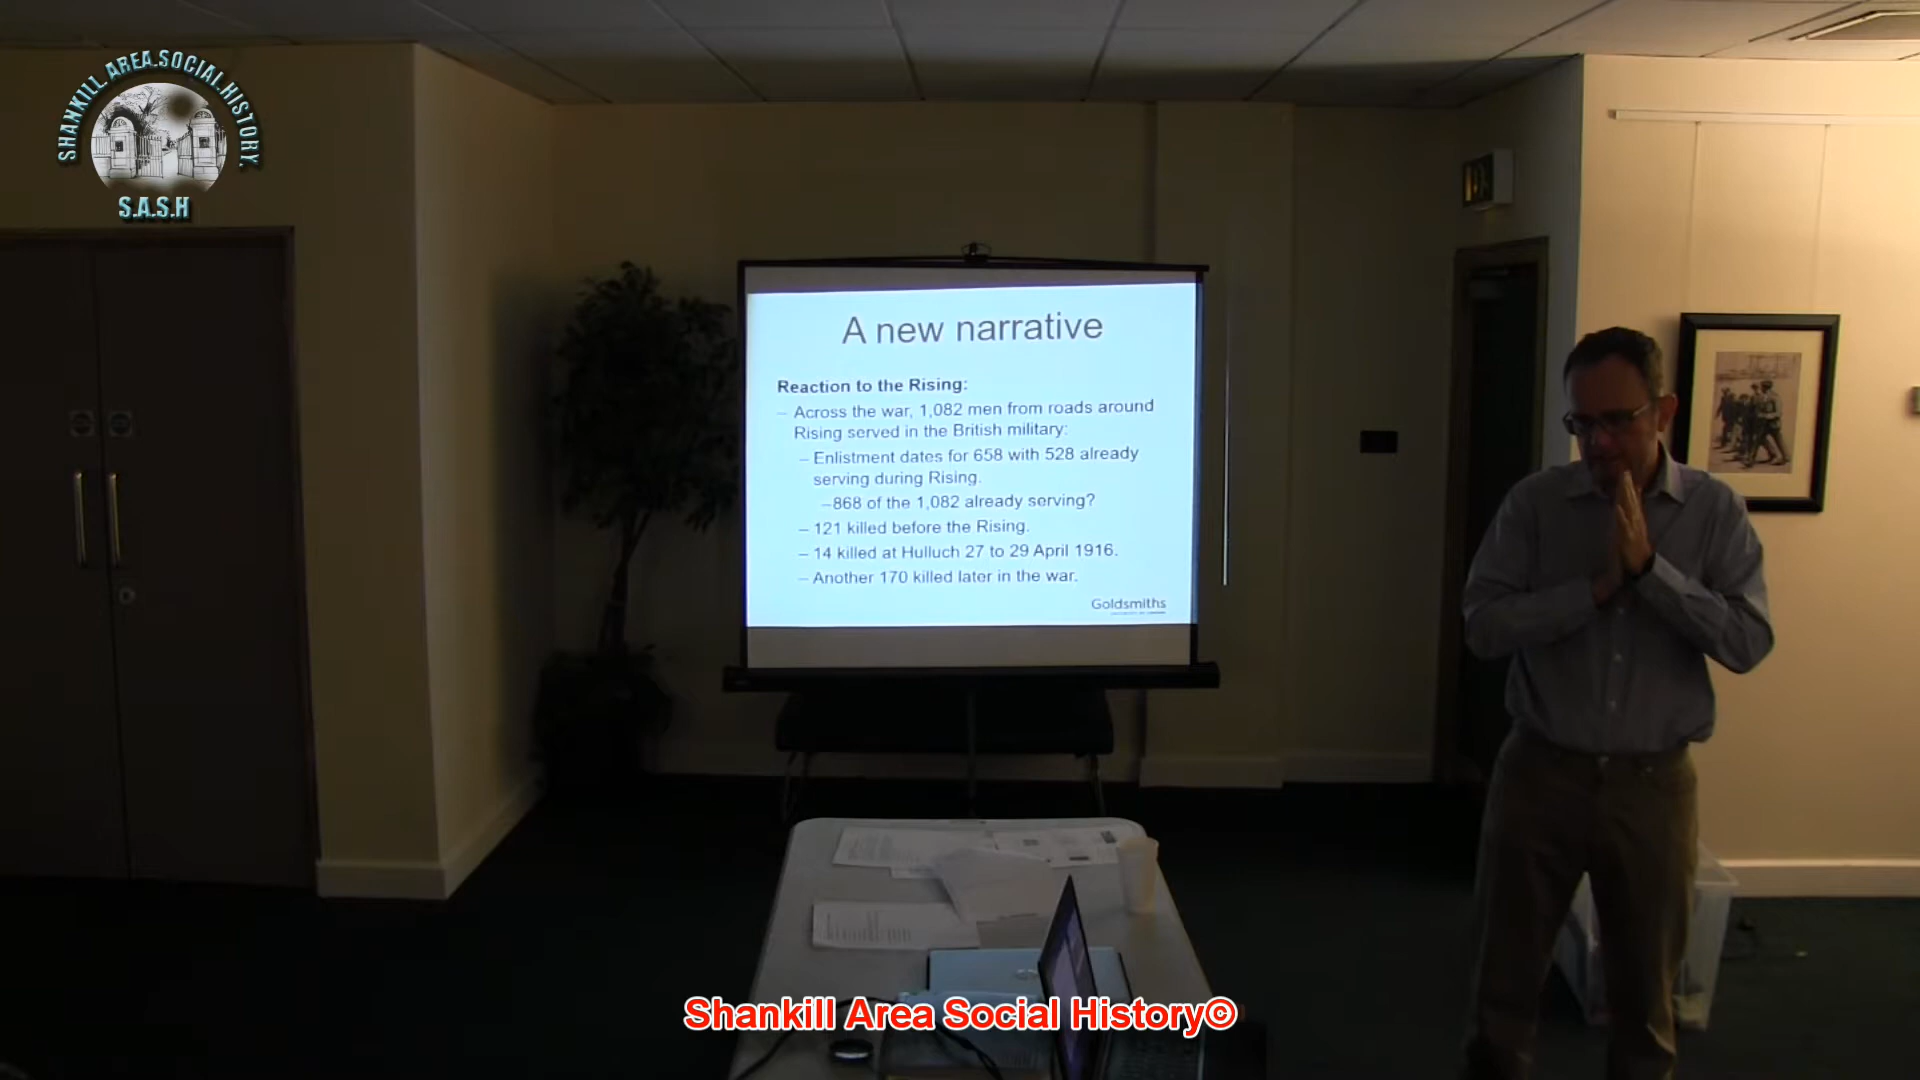 SHANKILL AREA SOCIAL HISTORY.
S.A.S.H
A new narrative
Reaction to the Rising:
– Across the war, 1,082 men from roads around
Rising served in the British military:
– Enlistment dates for 658 with 528 already
serving during Rising.
–868 of the 1,082 already serving?
– 121 killed before the Rising.
– 14 killed at Hulluch 27 to 29 April 1916.
– Another 170 killed later in the war.
Goldsmiths
Shankill Area Social History©